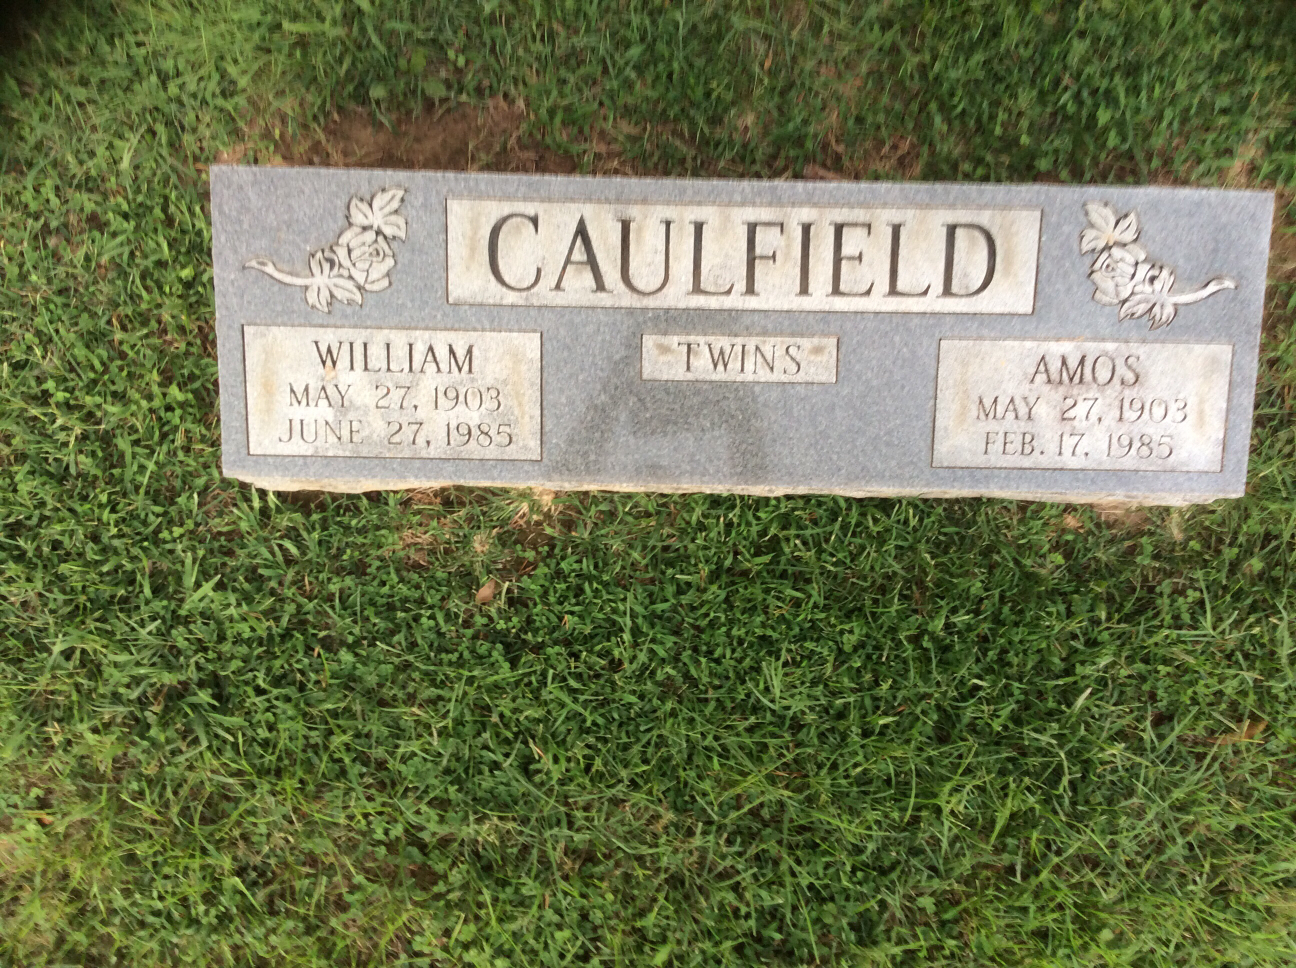 CAULFIELD
TWINS
WILLIAM
MAY 27, 1903
JUNE 27, 1985
AMOS
MAY 27, 1903
FEB. 17, 1985